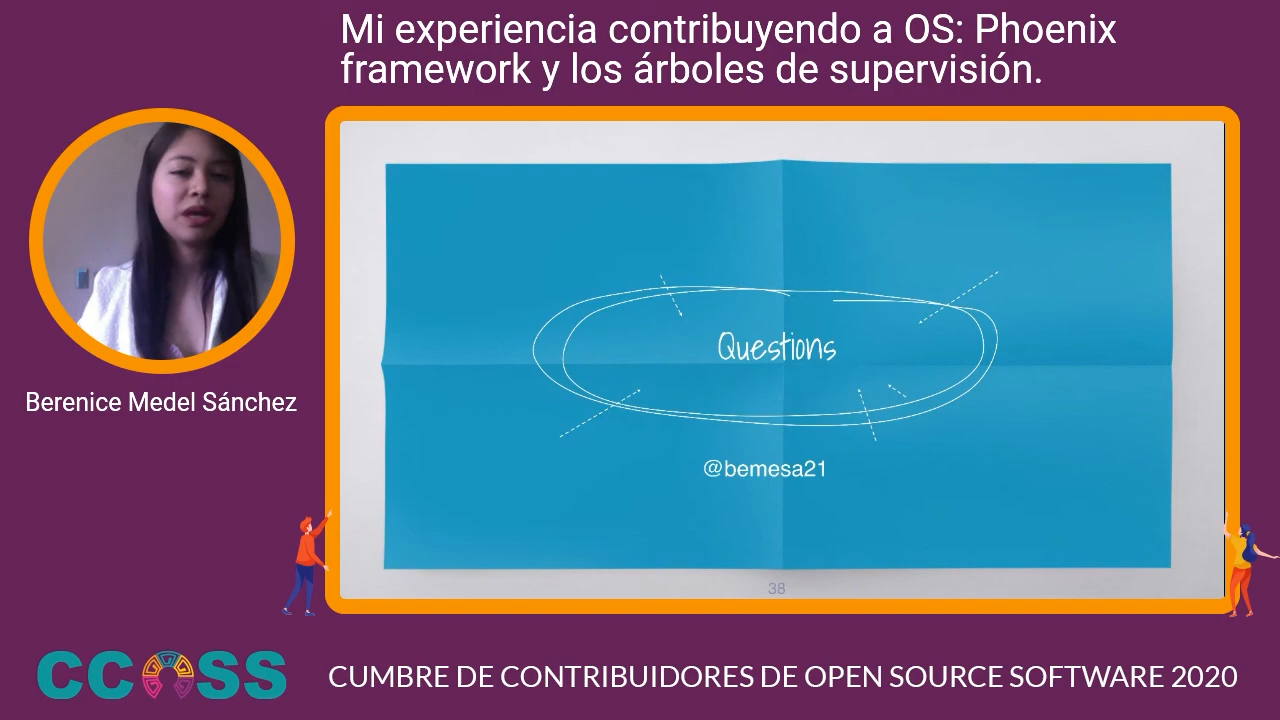 Mi experiencia contribuyendo a OS: Phoenix
framework y los árboles de supervisión.
Berenice Medel Sánchez
Questions
@bemesa21
38
CCOSS
CUMBRE DE CONTRIBUIDORES DE OPEN SOURCE SOFTWARE 2020